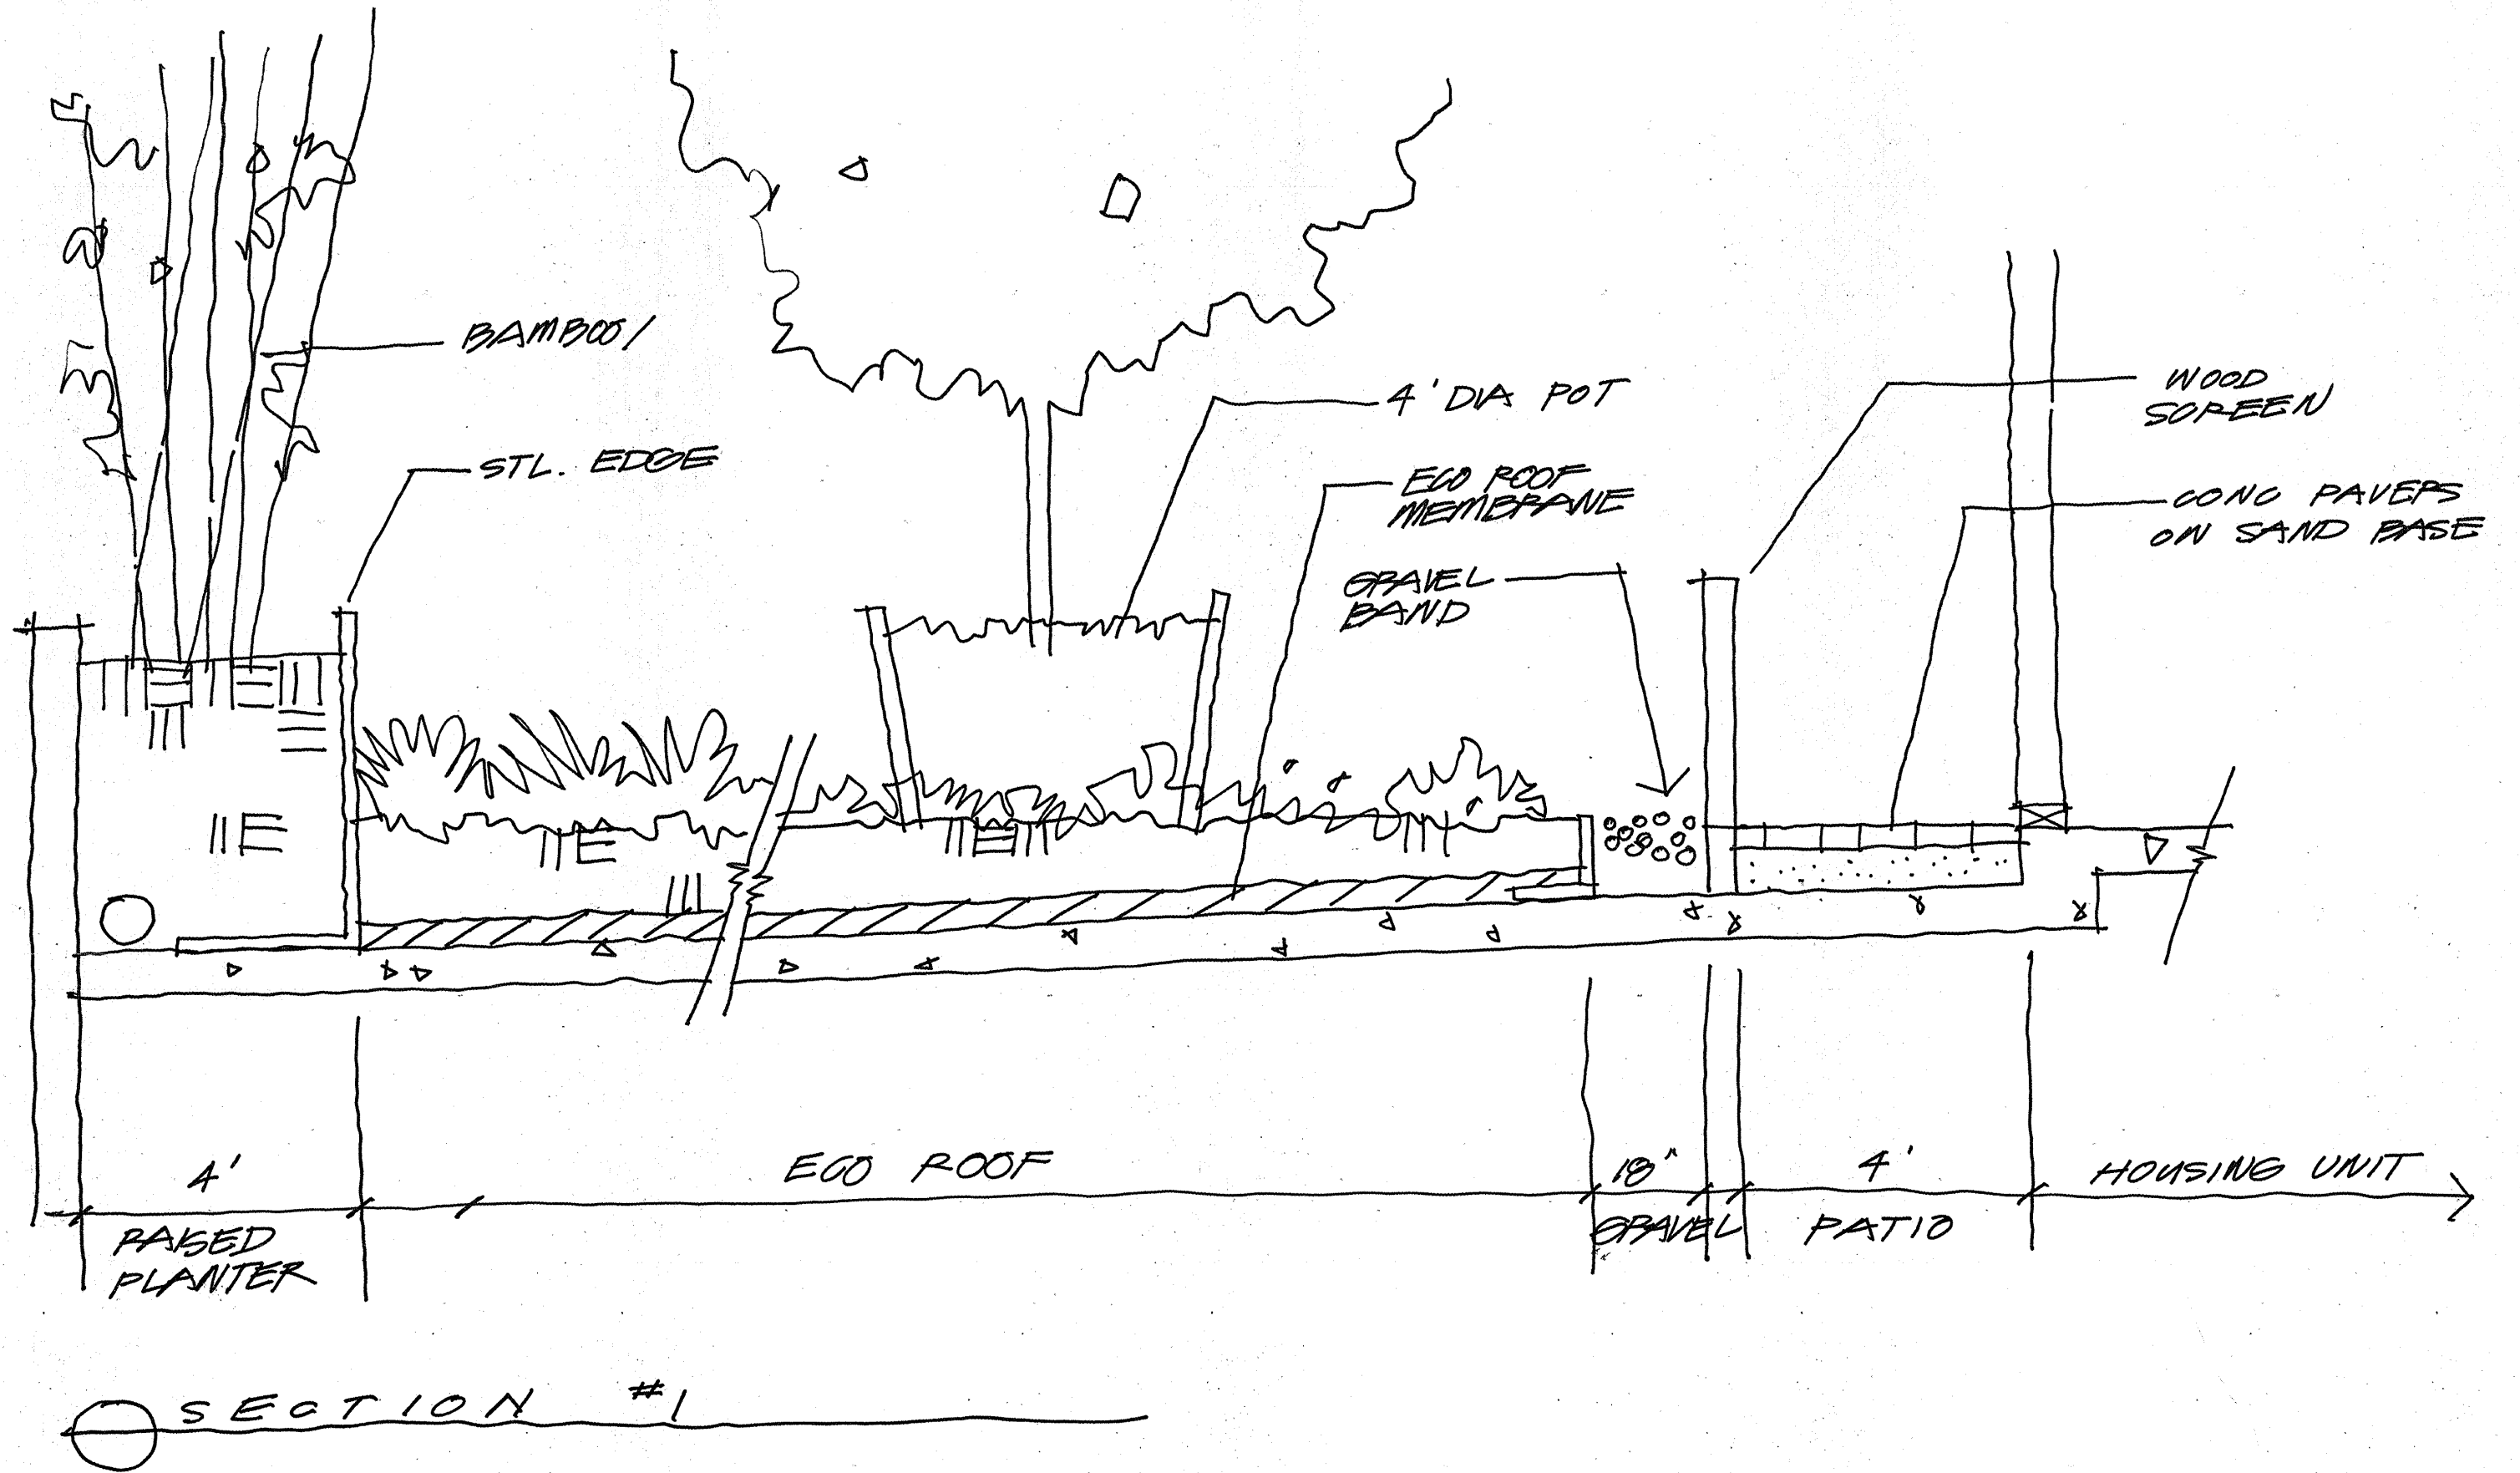 BAMBOO/
STL. EDGE
4' DIA POT
ECO ROOF
MEMBRANE
GRAVEL
BAND
WOOD
SCREEN
CONC PAVERS
ON SAND BASE
4'
RAISED
PLANTER
ECO ROOF
18"
GRAVEL
4'
PATIO
HOUSING UNIT
SECTION #1